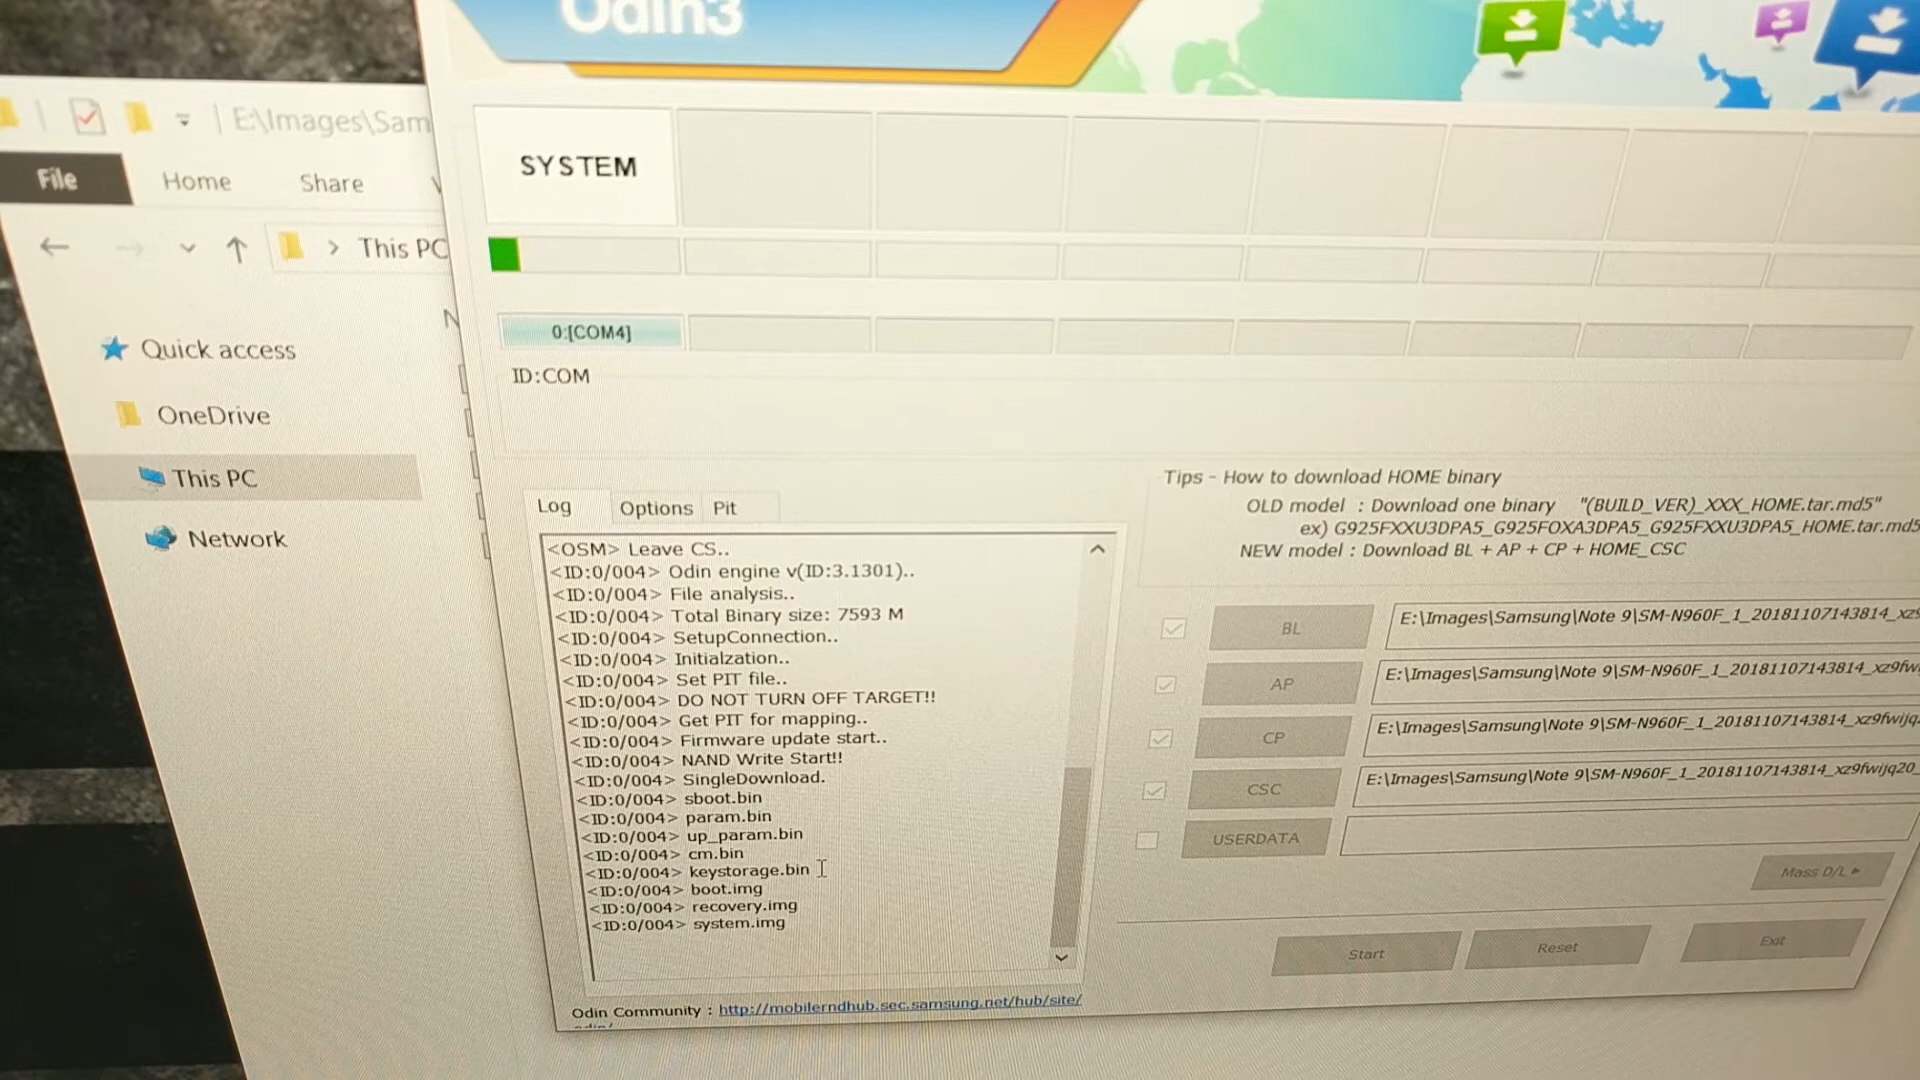 Odin3
E:\Images\Sam
File
Home
Share
This PC
SYSTEM
Quick access
OneDrive
This PC
Network
0:[COM4]
ID:COM
Log
Options
Pit
<OSM> Leave CS..
<ID:0/004> Odin engine v(ID:3.1301)..
<ID:0/004> File analysis..
<ID:0/004> Total Binary size: 7593 M
<ID:0/004> SetupConnection..
<ID:0/004> Initialzation..
<ID:0/004> Set PIT file..
<ID:0/004> DO NOT TURN OFF TARGET!!
<ID:0/004> Get PIT for mapping..
<ID:0/004> Firmware update start..
<ID:0/004> NAND Write Start!!
<ID:0/004> SingleDownload.
<ID:0/004> sboot.bin
<ID:0/004> param.bin
<ID:0/004> up_param.bin
<ID:0/004> cm.bin
<ID:0/004> keystorage.bin
<ID:0/004> boot.img
<ID:0/004> recovery.img
<ID:0/004> system.img
Odin Community : http://mobilerndhub.sec.samsung.net/hub/site/
Tips - How to download HOME binary
OLD model : Download one binary "(BUILD_VER)_XXX_HOME.tar.md5"
ex) G925FXXU3DPA5_G925FOXA3DPA5_G925FXXU3DPA5_HOME.tar.md5
NEW model : Download BL + AP + CP + HOME_CSC
BL
E:\Images\Samsung\Note 9\SM-N960F_1_20181107143814_xz9
AP
E:\Images\Samsung\Note 9\SM-N960F_1_20181107143814_xz9fwi
CP
E:\Images\Samsung\Note 9\SM-N960F_1_20181107143814_xz9fwijq
CSC
E:\Images\Samsung\Note 9\SM-N960F_1_20181107143814_xz9fwijq20_
USERDATA
Mass D/L
Start
Reset
Exit